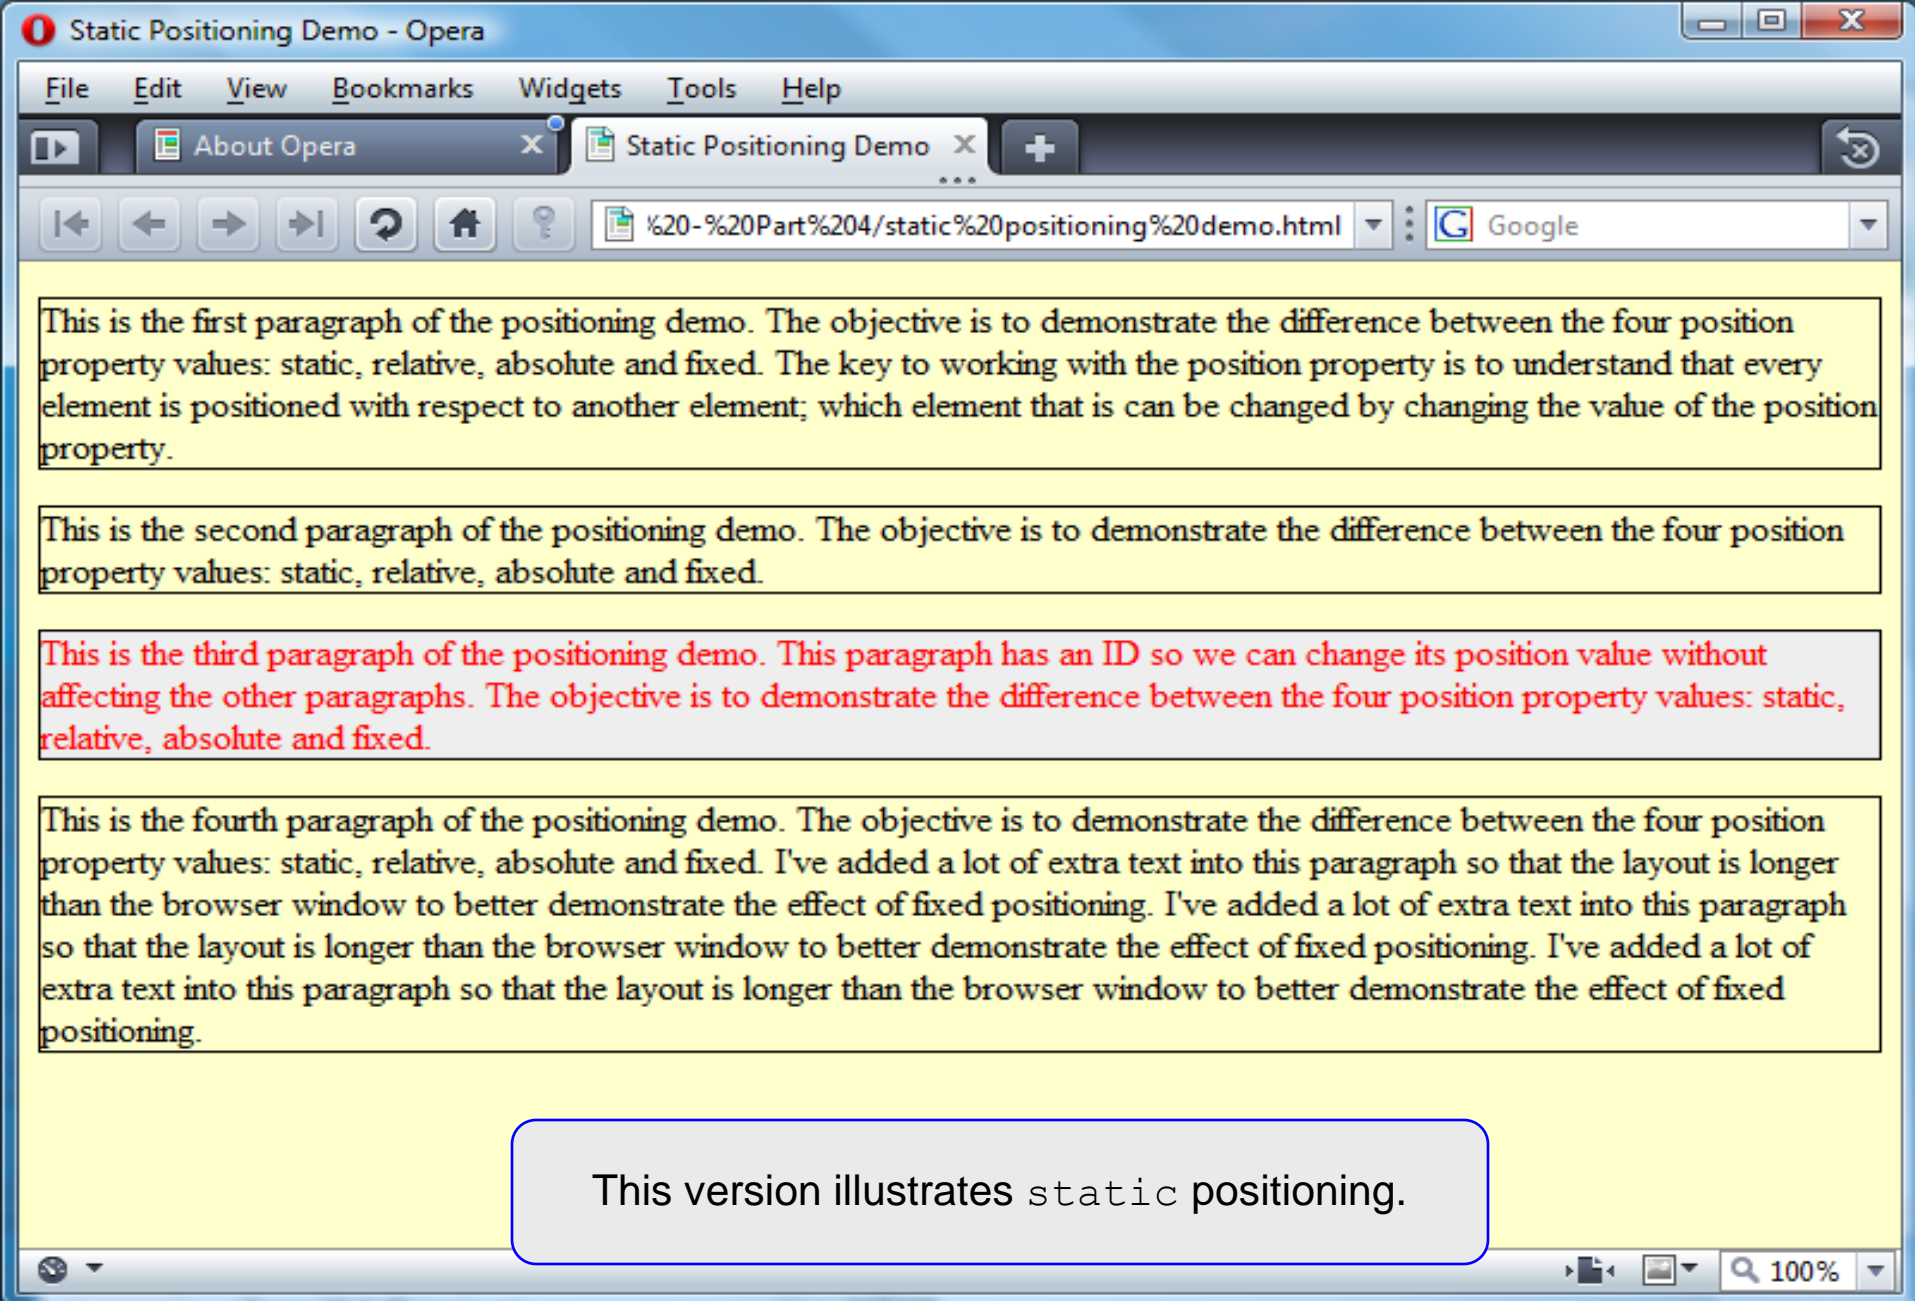 Static Positioning Demo - Opera
File Edit View Bookmarks Widgets Tools Help
About Opera
Static Positioning Demo
%20-%20Part%204/static%20positioning%20demo.html
Google
This is the first paragraph of the positioning demo. The objective is to demonstrate the difference between the four position
property values: static, relative, absolute and fixed. The key to working with the position property is to understand that every
element is positioned with respect to another element; which element that is can be changed by changing the value of the position
property.
This is the second paragraph of the positioning demo. The objective is to demonstrate the difference between the four position
property values: static, relative, absolute and fixed.
This is the third paragraph of the positioning demo. This paragraph has an ID so we can change its position value without
affecting the other paragraphs. The objective is to demonstrate the difference between the four position property values: static,
relative, absolute and fixed.
This is the fourth paragraph of the positioning demo. The objective is to demonstrate the difference between the four position
property values: static, relative, absolute and fixed. I've added a lot of extra text into this paragraph so that the layout is longer
than the browser window to better demonstrate the effect of fixed positioning. I've added a lot of extra text into this paragraph
so that the layout is longer than the browser window to better demonstrate the effect of fixed positioning. I've added a lot of
extra text into this paragraph so that the layout is longer than the browser window to better demonstrate the effect of fixed
positioning.
This version illustrates static positioning.
100%